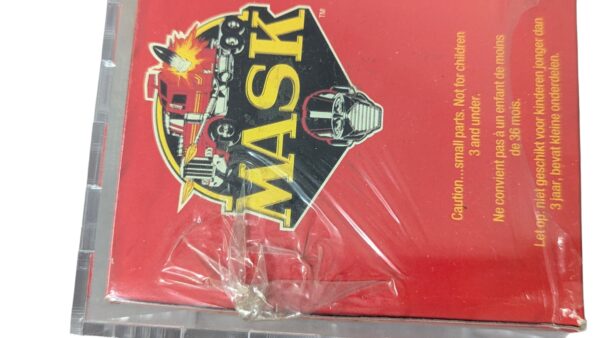 MASK
TM
Caution...small parts. Not for children
3 and under.
Ne convient pas à un enfant de moins
de 36 mois.
Let op: niet geschikt voor kinderen jonger dan
3 jaar, bevat kleine onderdelen.